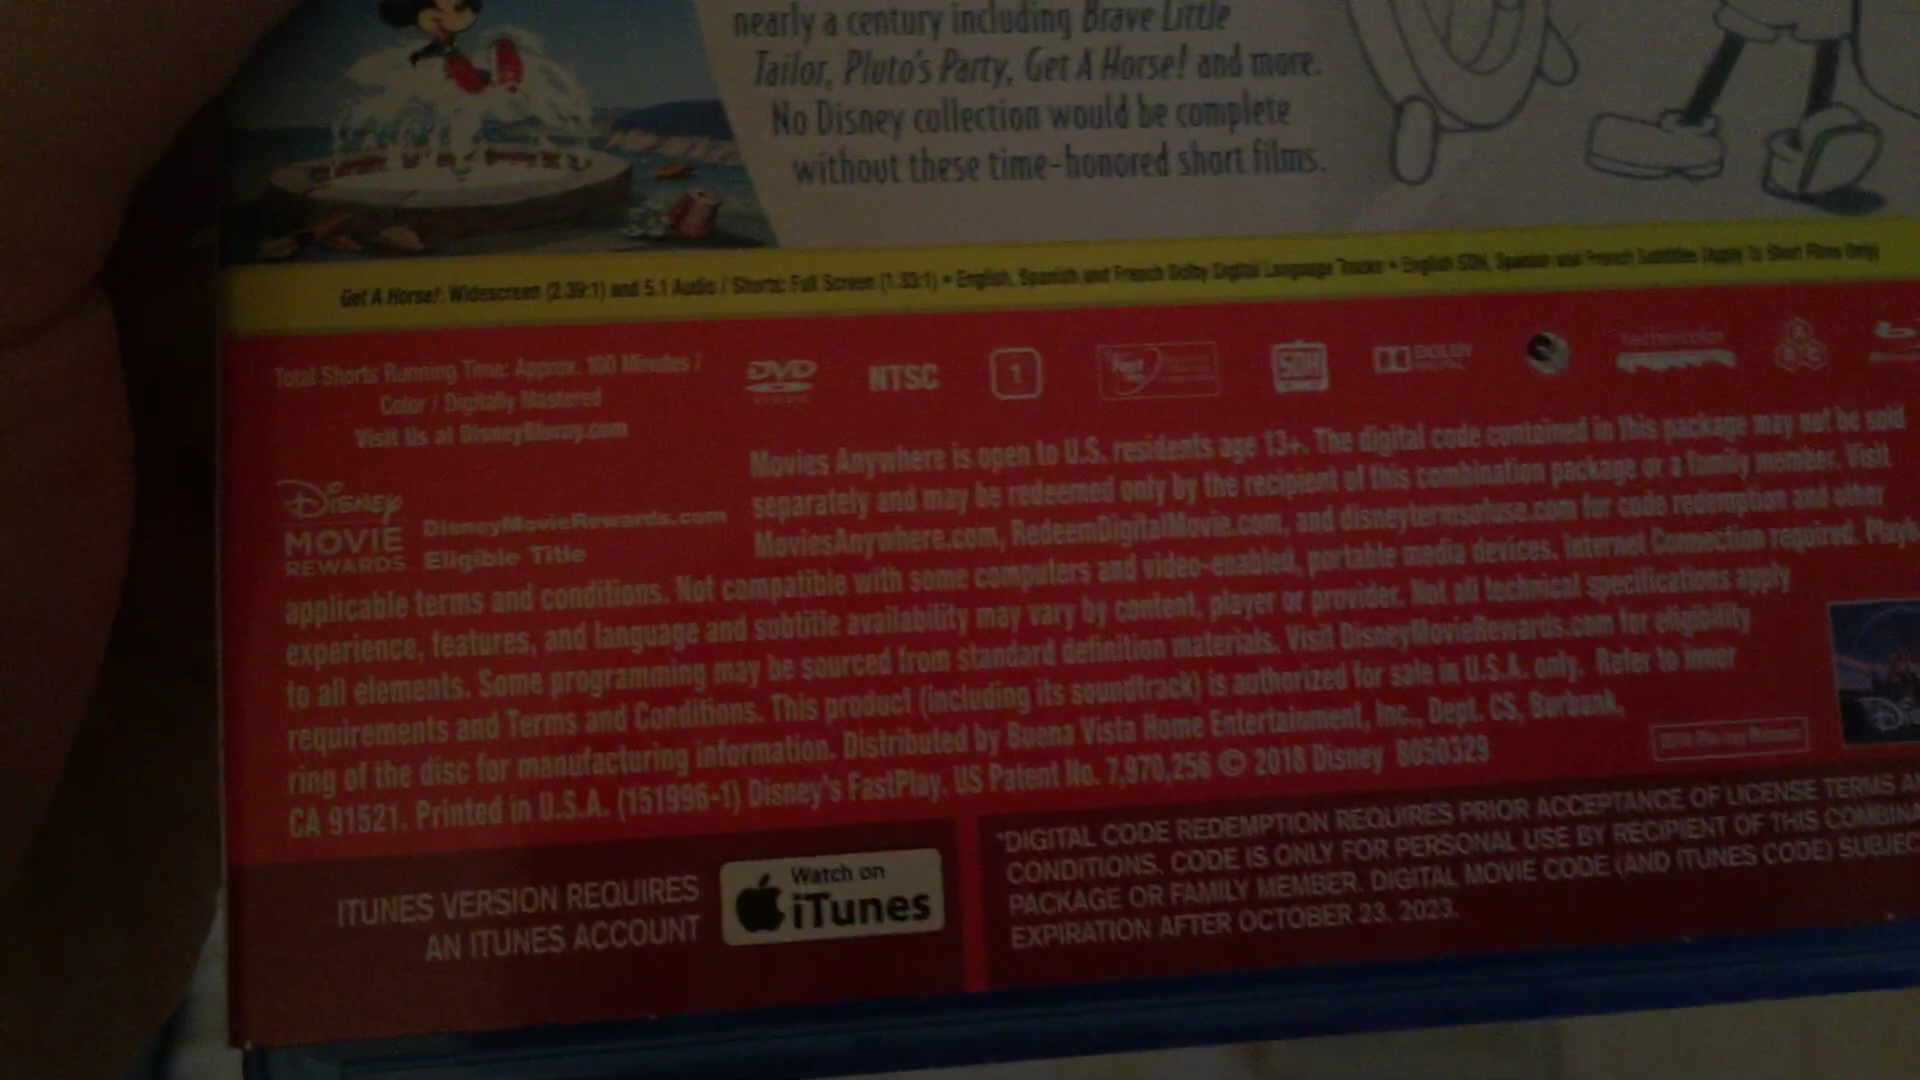 nearly a century including Brave Little
Tailor, Pluto's Party, Get A Horse! and more.
No Disney collection would be complete
without these time-honored short films.
Get A Horse!: Widescreen (2.39:1) and 5.1 Audio / Shorts: Full Screen (1.33:1) • English, Spanish and French Dolby Digital Language Tracks • English SDH, Spanish and French Subtitles (Apply To Short Films Only)
Total Shorts Running Time: Approx. 100 Minutes /
Color / Digitally Mastered
Visit Us at DisneyBluray.com
DVD
NTSC
1
SDH
DOLBY
DIGITAL
technicolor
A
B C
Disney
MOVIE
REWARDS
DisneyMovieRewards.com
Eligible Title
Movies Anywhere is open to U.S. residents age 13+. The digital code contained in this package may not be sold
separately and may be redeemed only by the recipient of this combination package or a family member. Visit
MoviesAnywhere.com, RedeemDigitalMovie.com, and disneytermsofuse.com for code redemption and other
applicable terms and conditions. Not compatible with some computers and video-enabled, portable media devices. Internet Connection required. Playb
experience, features, and language and subtitle availability may vary by content, player or provider. Not all technical specifications apply
to all elements. Some programming may be sourced from standard definition materials. Visit DisneyMovieRewards.com for eligibility
requirements and Terms and Conditions. This product (including its soundtrack) is authorized for sale in U.S.A. only. Refer to inner
ring of the disc for manufacturing information. Distributed by Buena Vista Home Entertainment, Inc., Dept. CS, Burbank,
CA 91521. Printed in U.S.A. (151996-1) Disney's FastPlay. US Patent No. 7,970,256 © 2018 Disney 8050329
ITUNES VERSION REQUIRES
AN ITUNES ACCOUNT
Watch on
iTunes
*DIGITAL CODE REDEMPTION REQUIRES PRIOR ACCEPTANCE OF LICENSE TERMS A
CONDITIONS. CODE IS ONLY FOR PERSONAL USE BY RECIPIENT OF THIS COMBINA
PACKAGE OR FAMILY MEMBER. DIGITAL MOVIE CODE (AND ITUNES CODE) SUBJEC
EXPIRATION AFTER OCTOBER 23, 2023.